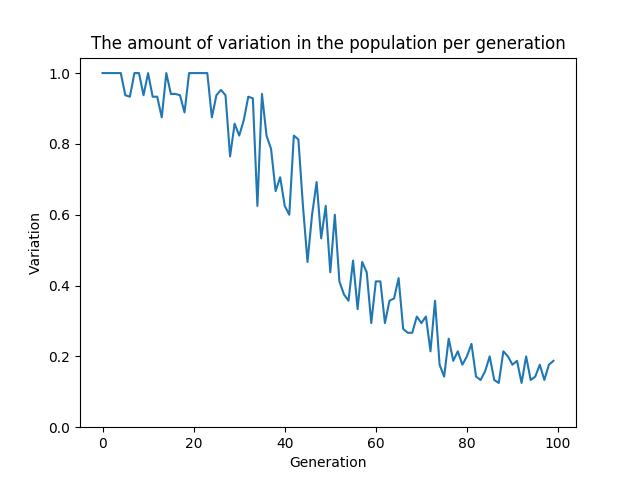 The amount of variation in the population per generation
1.0
0.8
0.6
0.4
0.2
0.0
Variation
0 20 40 60 80 100
Generation